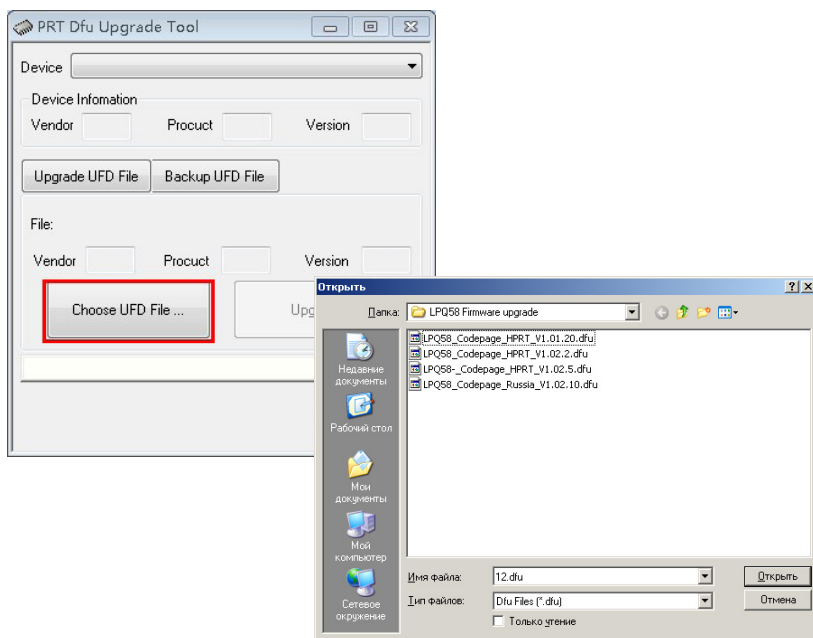 PRT Dfu Upgrade Tool
Device
Device Infomation
Vendor Procuct Version
Upgrade UFD File Backup UFD File
File:
Vendor Procuct Version
Choose UFD File ...
Открыть
Папка: LPQ58 Firmware upgrade
LPQ58_Codepage_HPRT_V1.01.20.dfu
LPQ58_Codepage_HPRT_V1.02.2.dfu
LPQ58-_Codepage_HPRT_V1.02.5.dfu
LPQ58_Codepage_Russia_V1.02.10.dfu
Недавние
документы
Рабочий стол
Мои
документы
Мой
компьютер
Сетевое
окружение
Имя файла: 12.dfu Открыть
Тип файлов: Dfu Files (*.dfu) Отмена
Только чтение